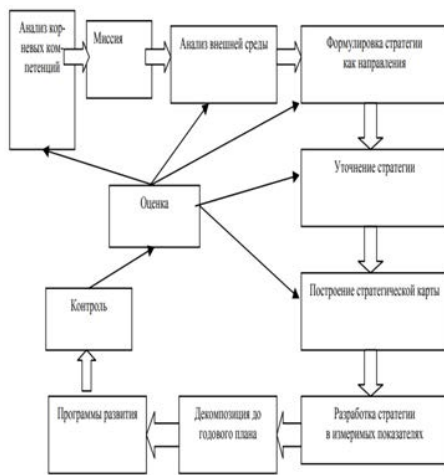 Анализ кор-
невых ком-
петенций
Миссия
Анализ внешней среды
Формулировка стратегии
как направления
Уточнение стратегии
Оценка
Построение стратегической карты
Контроль
Программы развития
Декомпозиция до
годового плана
Разработка стратегии
в измеримых показателях